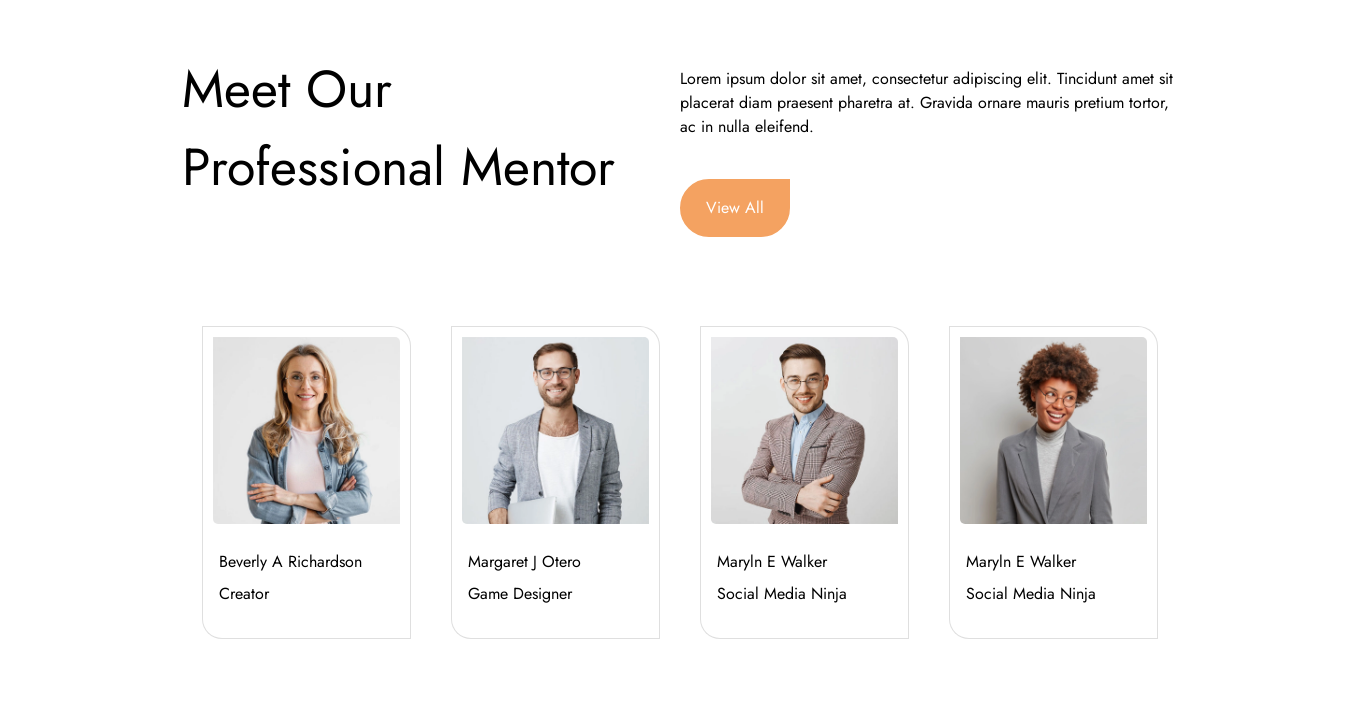 Meet Our
Professional Mentor
Lorem ipsum dolor sit amet, consectetur adipiscing elit. Tincidunt amet sit
placerat diam praesent pharetra at. Gravida ornare mauris pretium tortor,
ac in nulla eleifend.
View All
Beverly A Richardson
Creator
Margaret J Otero
Game Designer
Maryln E Walker
Social Media Ninja
Maryln E Walker
Social Media Ninja